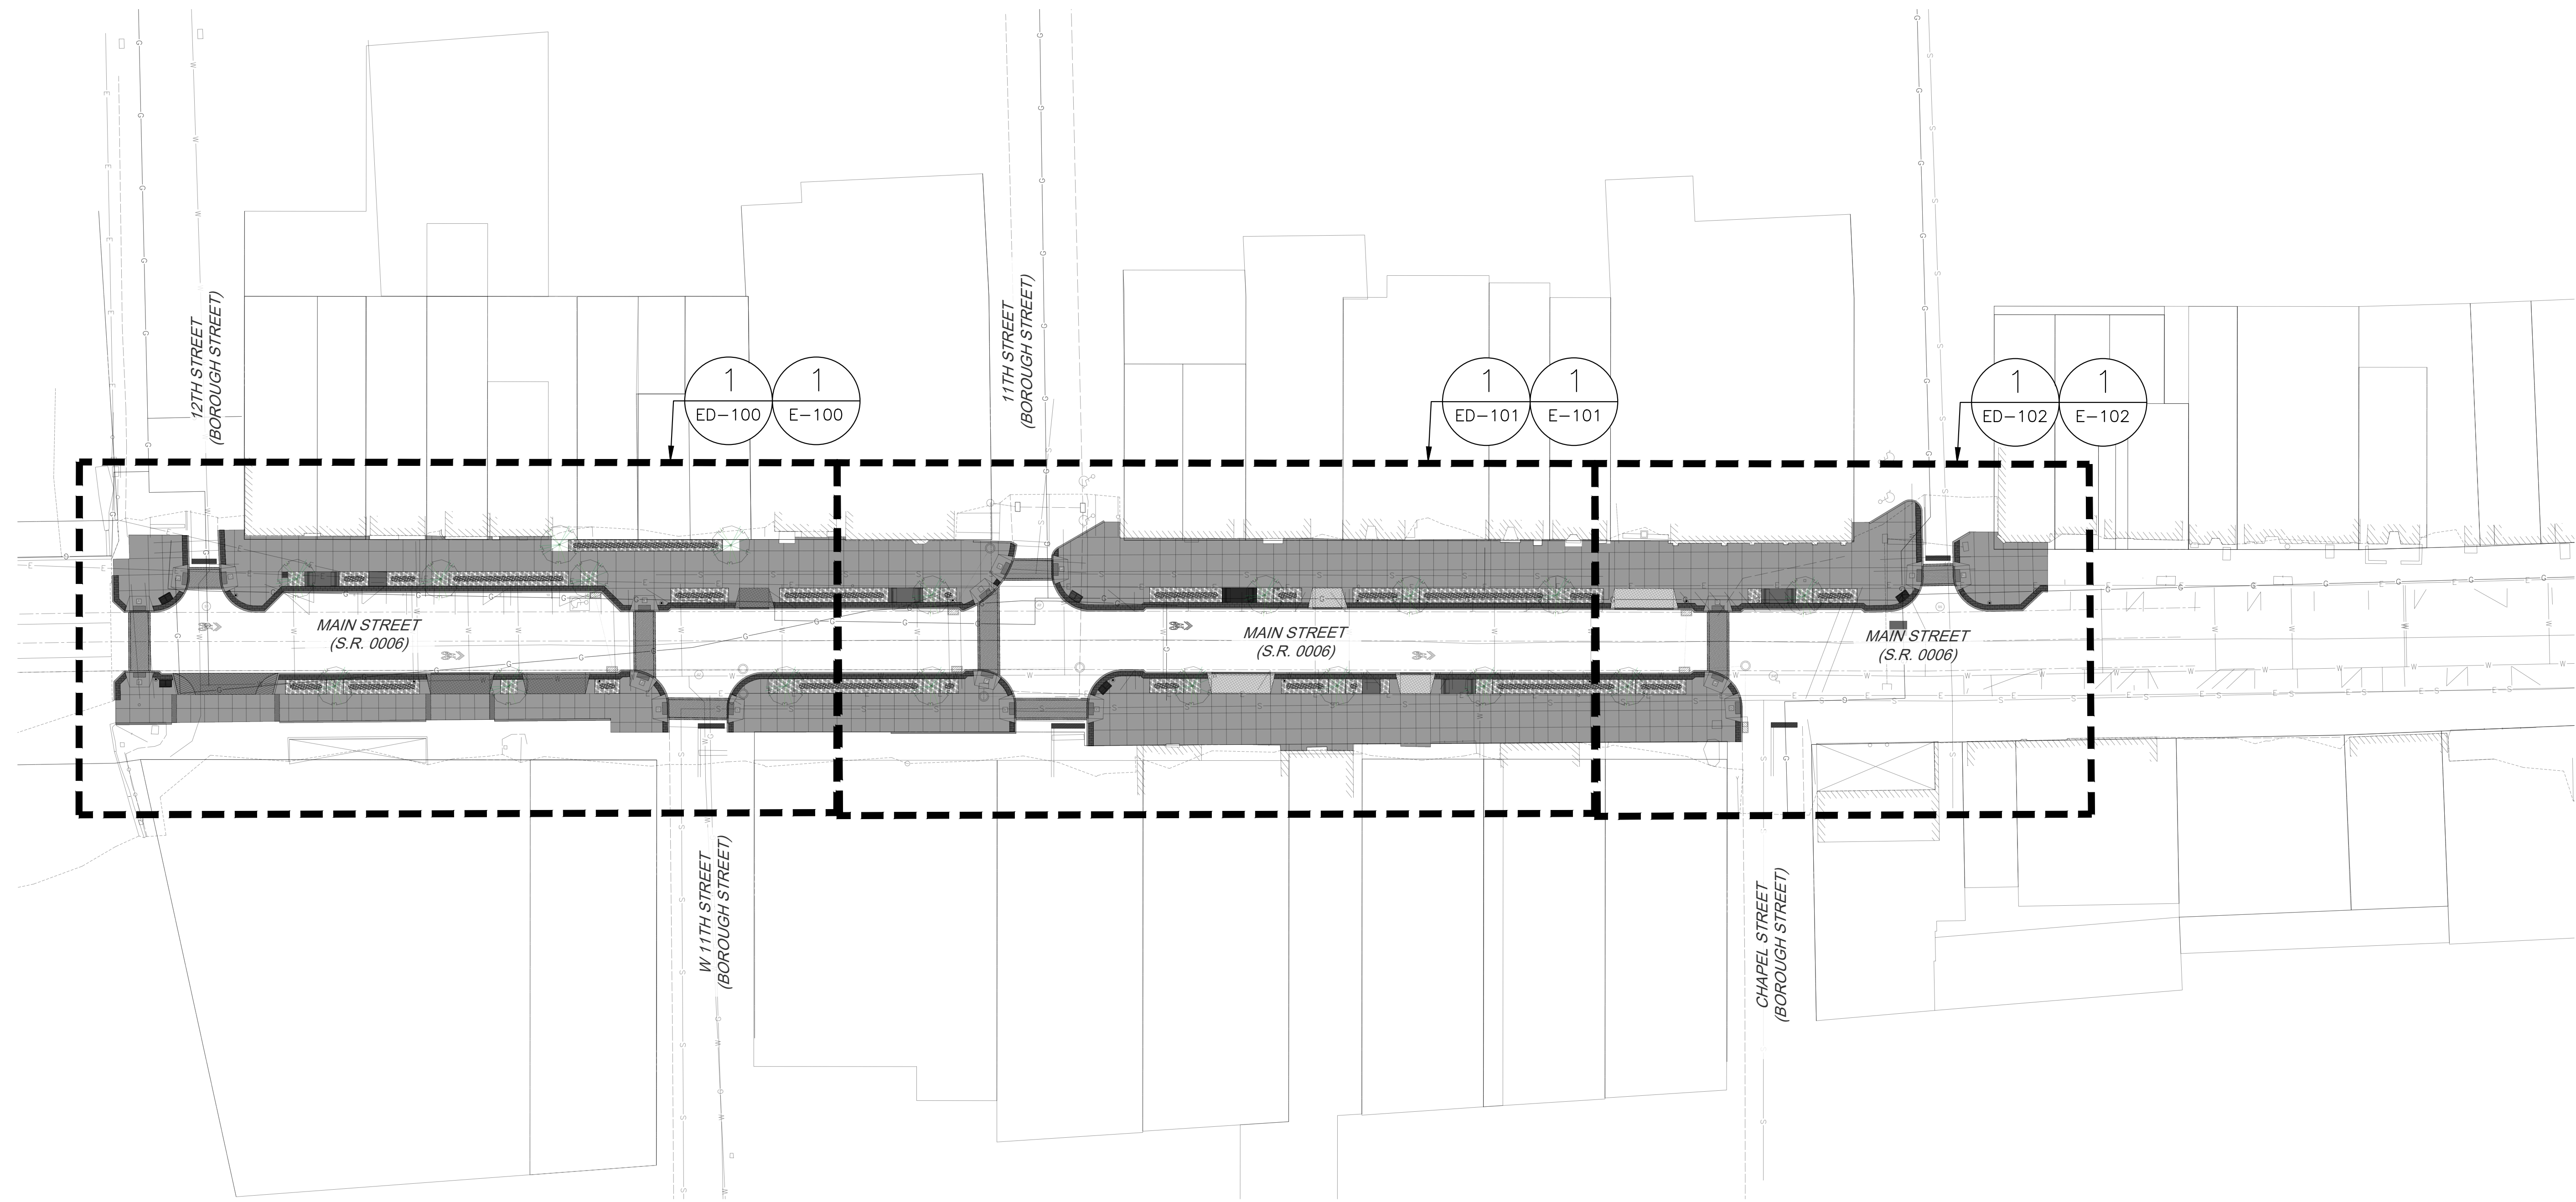 12TH STREET
(BOROUGH STREET)
11TH STREET
(BOROUGH STREET)
1
ED-100
1
E-100
1
ED-101
1
E-101
1
ED-102
1
E-102
MAIN STREET
(S.R. 0006)
MAIN STREET
(S.R. 0006)
MAIN STREET
(S.R. 0006)
W 11TH STREET
(BOROUGH STREET)
CHAPEL STREET
(BOROUGH STREET)